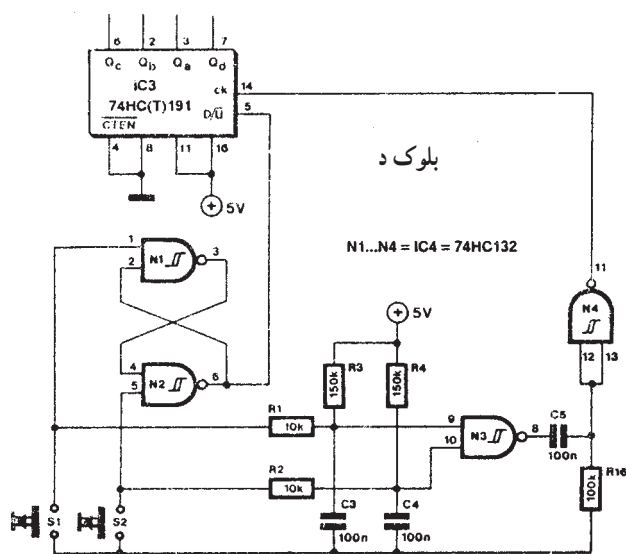 6 2 3 7
Qc Qb Qa Qd
IC3
74HC(T)191
ck 14
D/U̅ 5
C̅T̅E̅N̅
4 8 11 16
5V
بلوک د
N1...N4 = IC4 = 74HC132
1
2
N1
3
4
5
N2
6
5V
R3
150k
R4
150k
R1
10k
R2
10k
9
10
N3
8
C5
100n
11
N4
12 13
R16
100k
C3
100n
C4
100n
S1
S2